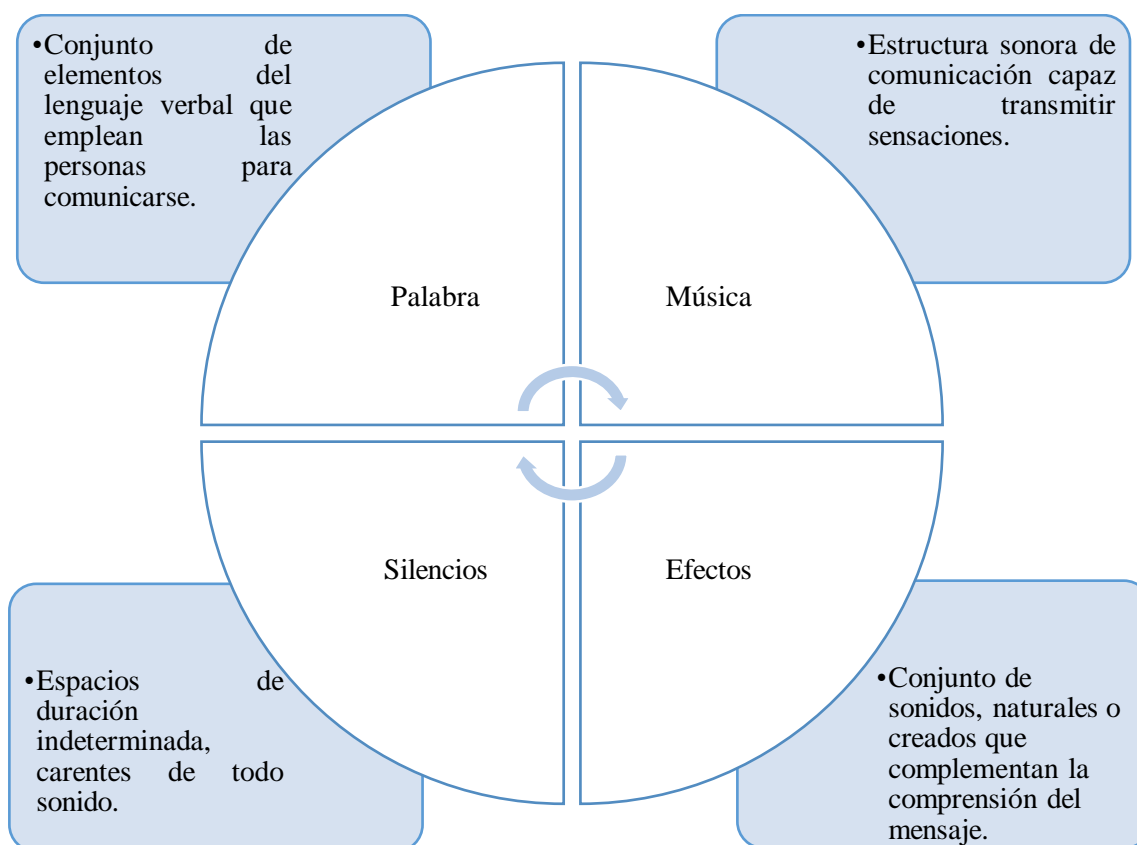 •Conjunto de
elementos del
lenguaje verbal que
emplean las
personas para
comunicarse.
•Estructura sonora de
comunicación capaz
de transmitir
sensaciones.
Palabra
Música
Silencios
Efectos
•Espacios de
duración
indeterminada,
carentes de todo
sonido.
•Conjunto de
sonidos, naturales o
creados que
complementan la
comprensión del
mensaje.